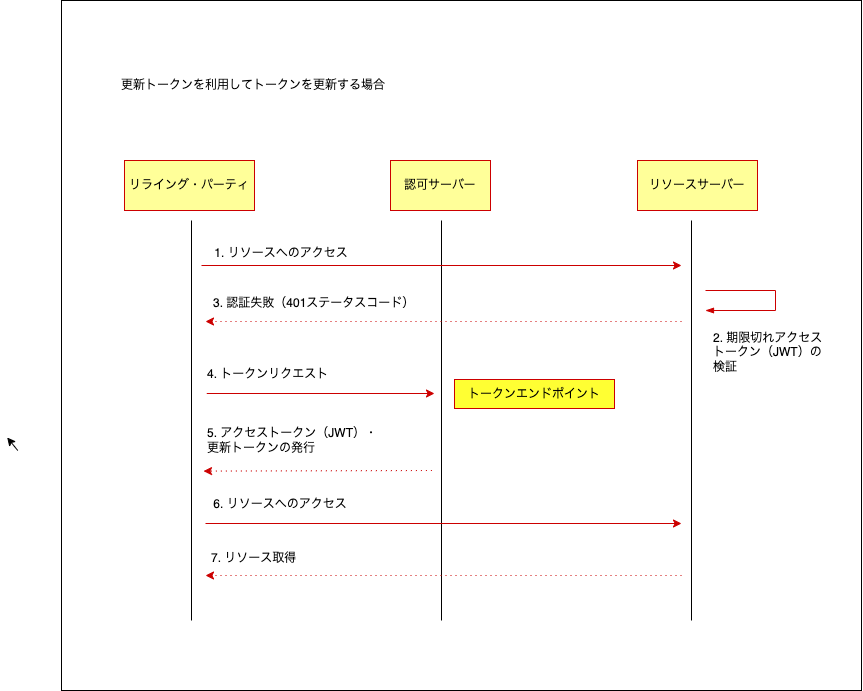 更新トークンを利用してトークンを更新する場合
リライング・パーティ
認可サーバー
リソースサーバー
1. リソースへのアクセス
3. 認証失敗（401ステータスコード）
2. 期限切れアクセス
トークン（JWT）の
検証
4. トークンリクエスト
トークンエンドポイント
5. アクセストークン（JWT）・
更新トークンの発行
6. リソースへのアクセス
7. リソース取得